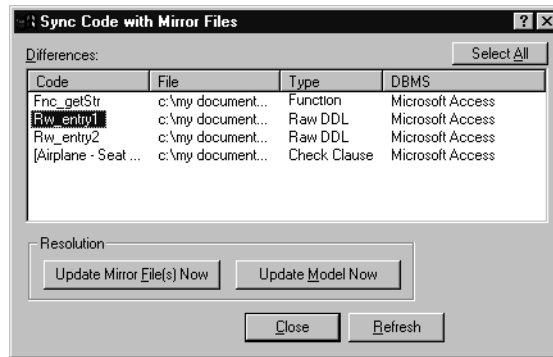 Sync Code with Mirror Files
Differences:
Select All
Code File Type DBMS
Fnc_getStr c:\my document... Function Microsoft Access
Rw_entry1 c:\my document... Raw DDL Microsoft Access
Rw_entry2 c:\my document... Raw DDL Microsoft Access
[Airplane - Seat ... c:\my document... Check Clause Microsoft Access
Resolution
Update Mirror File(s) Now Update Model Now
Close Refresh